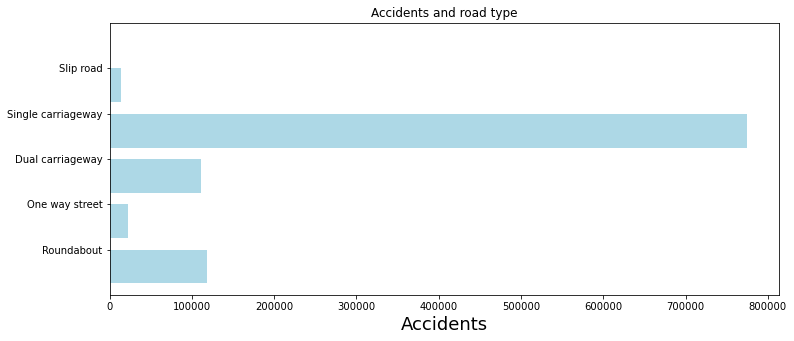 Accidents and road type
Slip road
Single carriageway
Dual carriageway
One way street
Roundabout
0 100000 200000 300000 400000 500000 600000 700000 800000
Accidents